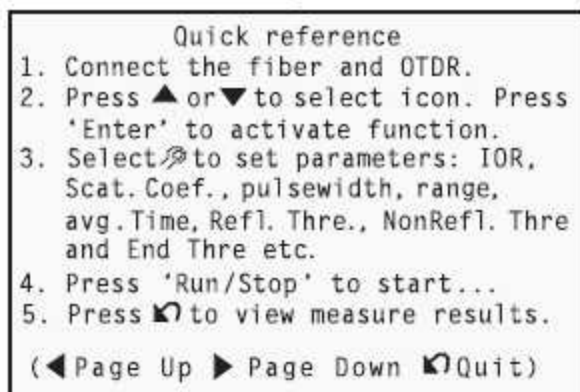 Quick reference
1. Connect the fiber and OTDR.
2. Press ▲ or ▼ to select icon. Press
'Enter' to activate function.
3. Select to set parameters: IOR,
Scat. Coef., pulsewidth, range,
avg.Time, Refl. Thre., NonRefl. Thre
and End Thre etc.
4. Press 'Run/Stop' to start...
5. Press ↶ to view measure results.
(◀ Page Up ▶ Page Down ↶ Quit)